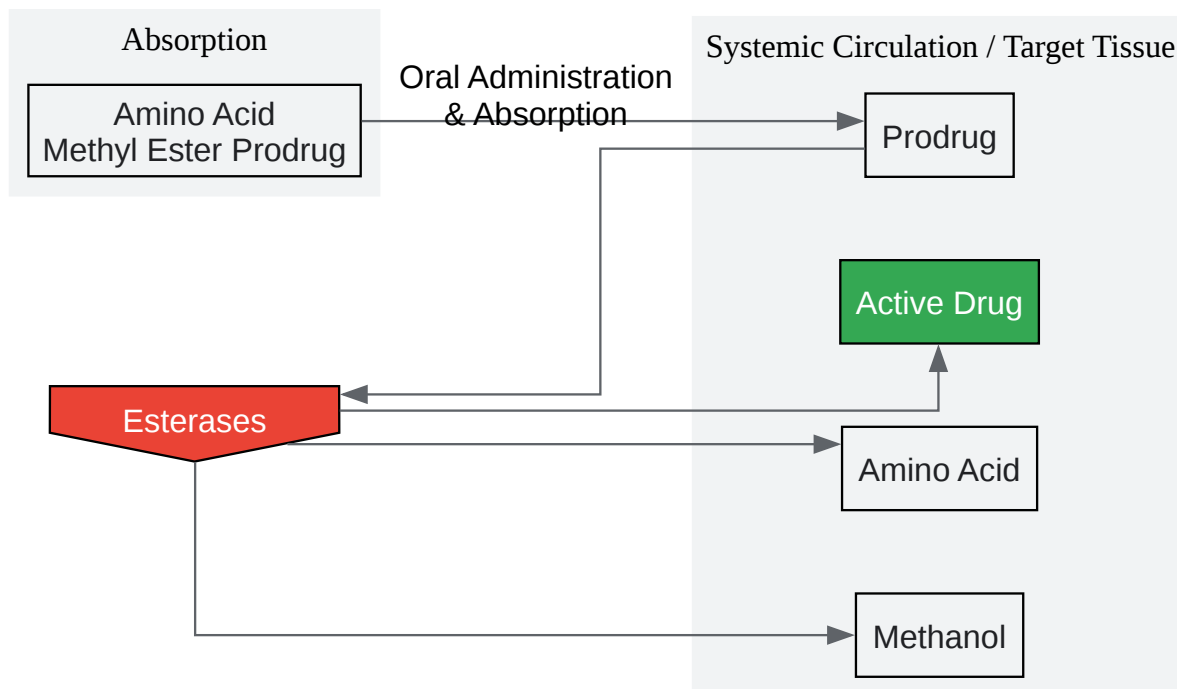 Absorption
Amino Acid
Methyl Ester Prodrug
Oral Administration
& Absorption
Systemic Circulation / Target Tissue
Prodrug
Active Drug
Esterases
Amino Acid
Methanol